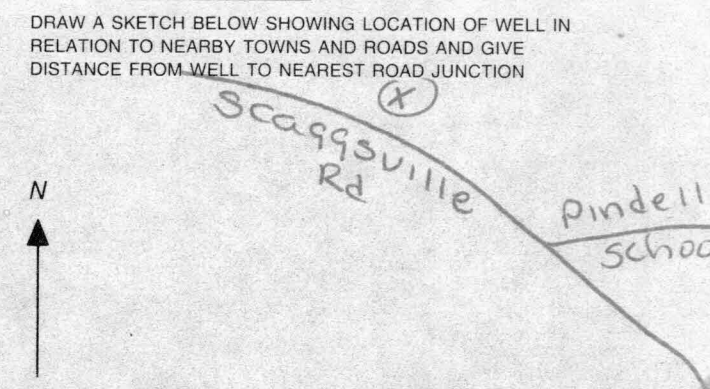 DRAW A SKETCH BELOW SHOWING LOCATION OF WELL IN
RELATION TO NEARBY TOWNS AND ROADS AND GIVE
DISTANCE FROM WELL TO NEAREST ROAD JUNCTION
X
Scaggsville
Rd
N
Pindell
Schoo